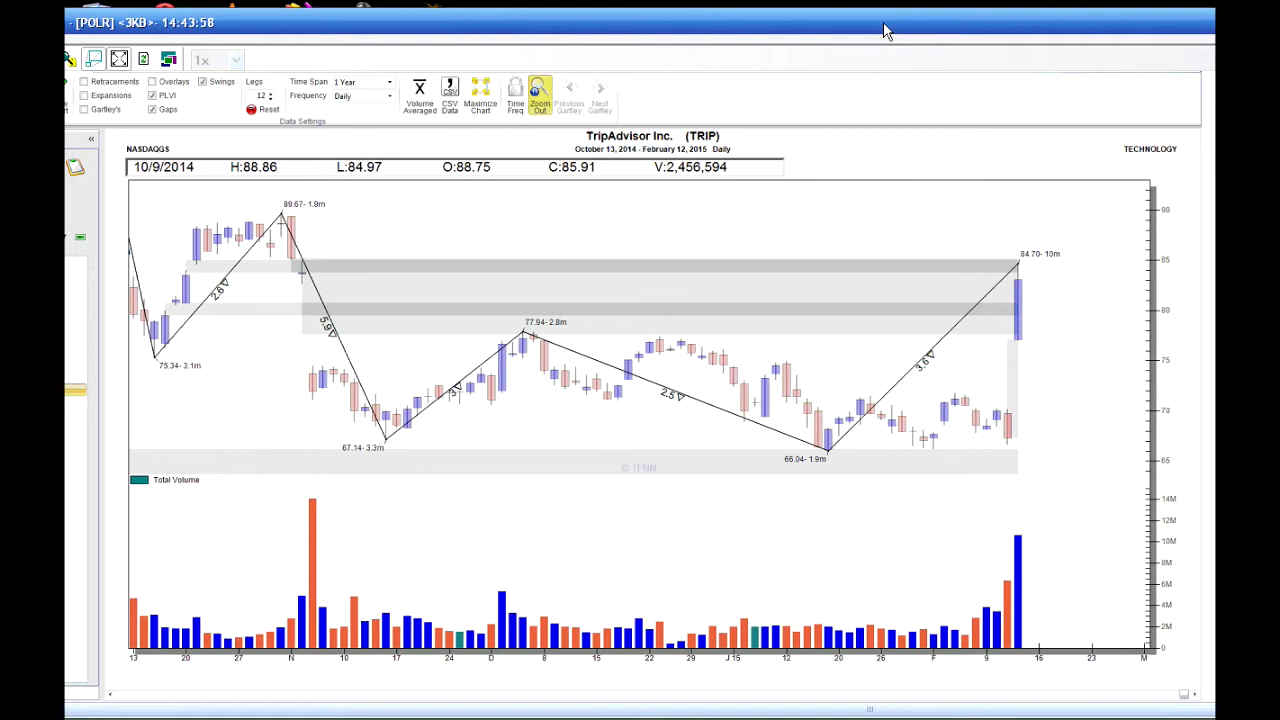 - [POLR] <3KB>- 14:43:58
1x
Retracements Overlays Swings Legs Time Span 1 Year
Expansions PLVI 12 Frequency Daily
Gartley's Gaps Reset
Volume Averaged
CSV Data
Maximize Chart
Time Freq
Zoom Out
Previous Gartley
Next Gartley
Data Settings
TripAdvisor Inc. (TRIP)
NASDAQGS October 13, 2014 - February 12, 2015 Daily TECHNOLOGY
10/9/2014 H:88.86 L:84.97 O:88.75 C:85.91 V:2,456,594
89.67- 1.9m
84.70- 10m
77.94- 2.8m
75.34- 3.1m
67.14- 3.3m
66.04- 1.9m
2.6
5.9
3
2.5
3.6
90
85
80
75
70
65
© TFNN
Total Volume
14M
12M
10M
8M
6M
4M
2M
0
13 20 27 N 10 17 24 D 8 15 22 29 J 15 12 20 26 F 9 16 23 M